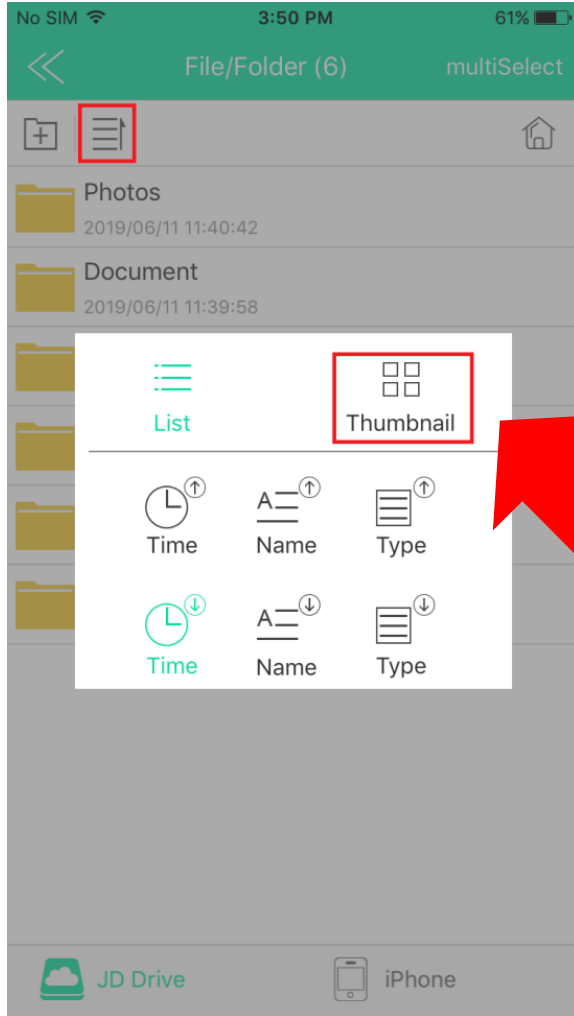 No SIM 3:50 PM 61%
File/Folder (6) multiSelect
Photos
2019/06/11 11:40:42
Document
2019/06/11 11:39:58
List Thumbnail
A A
Time Name Type
Time Name Type
JD Drive iPhone